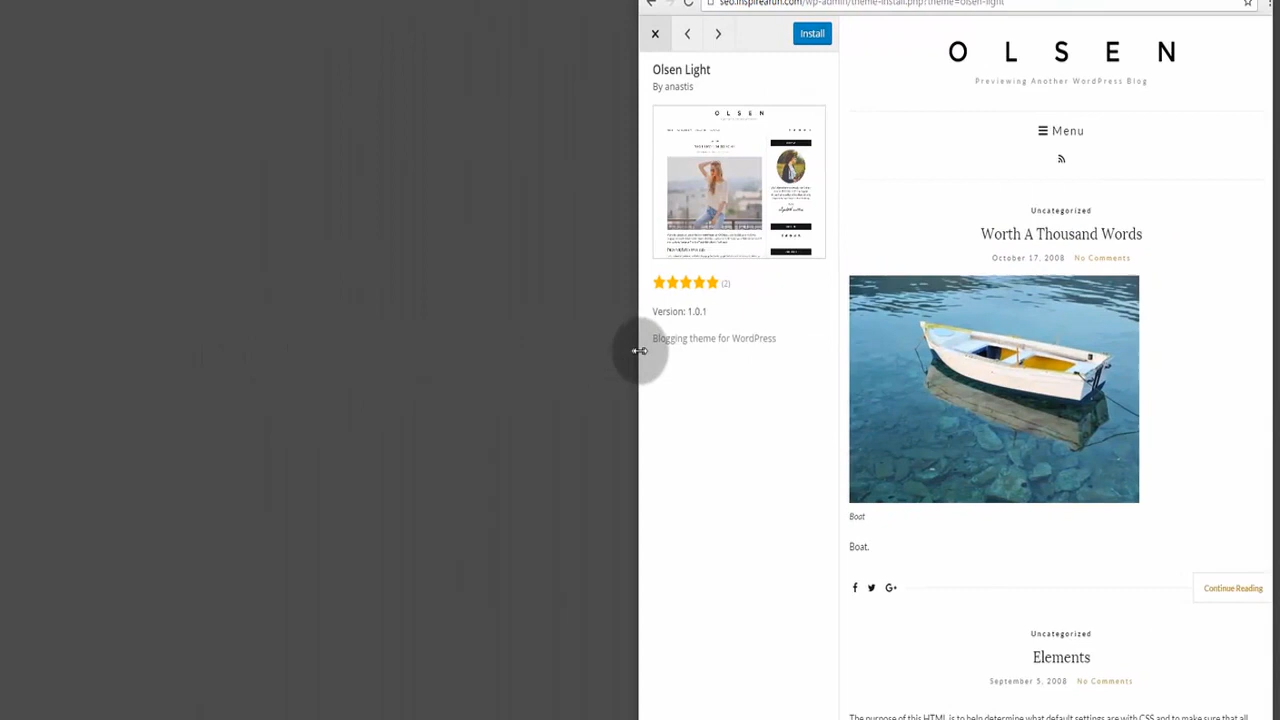 seo.inspirearun.com/wp-admin/theme-install.php?theme=olsen-light
Install
Olsen Light
By anastis
OLSEN
(2)
Version: 1.0.1
Blogging theme for WordPress
OLSEN
Previewing Another WordPress Blog
Menu
Uncategorized
Worth A Thousand Words
October 17, 2008 No Comments
Boat
Boat.
Continue Reading
Uncategorized
Elements
September 5, 2008 No Comments
The purpose of this HTML is to help determine what default settings are with CSS and to make sure that all